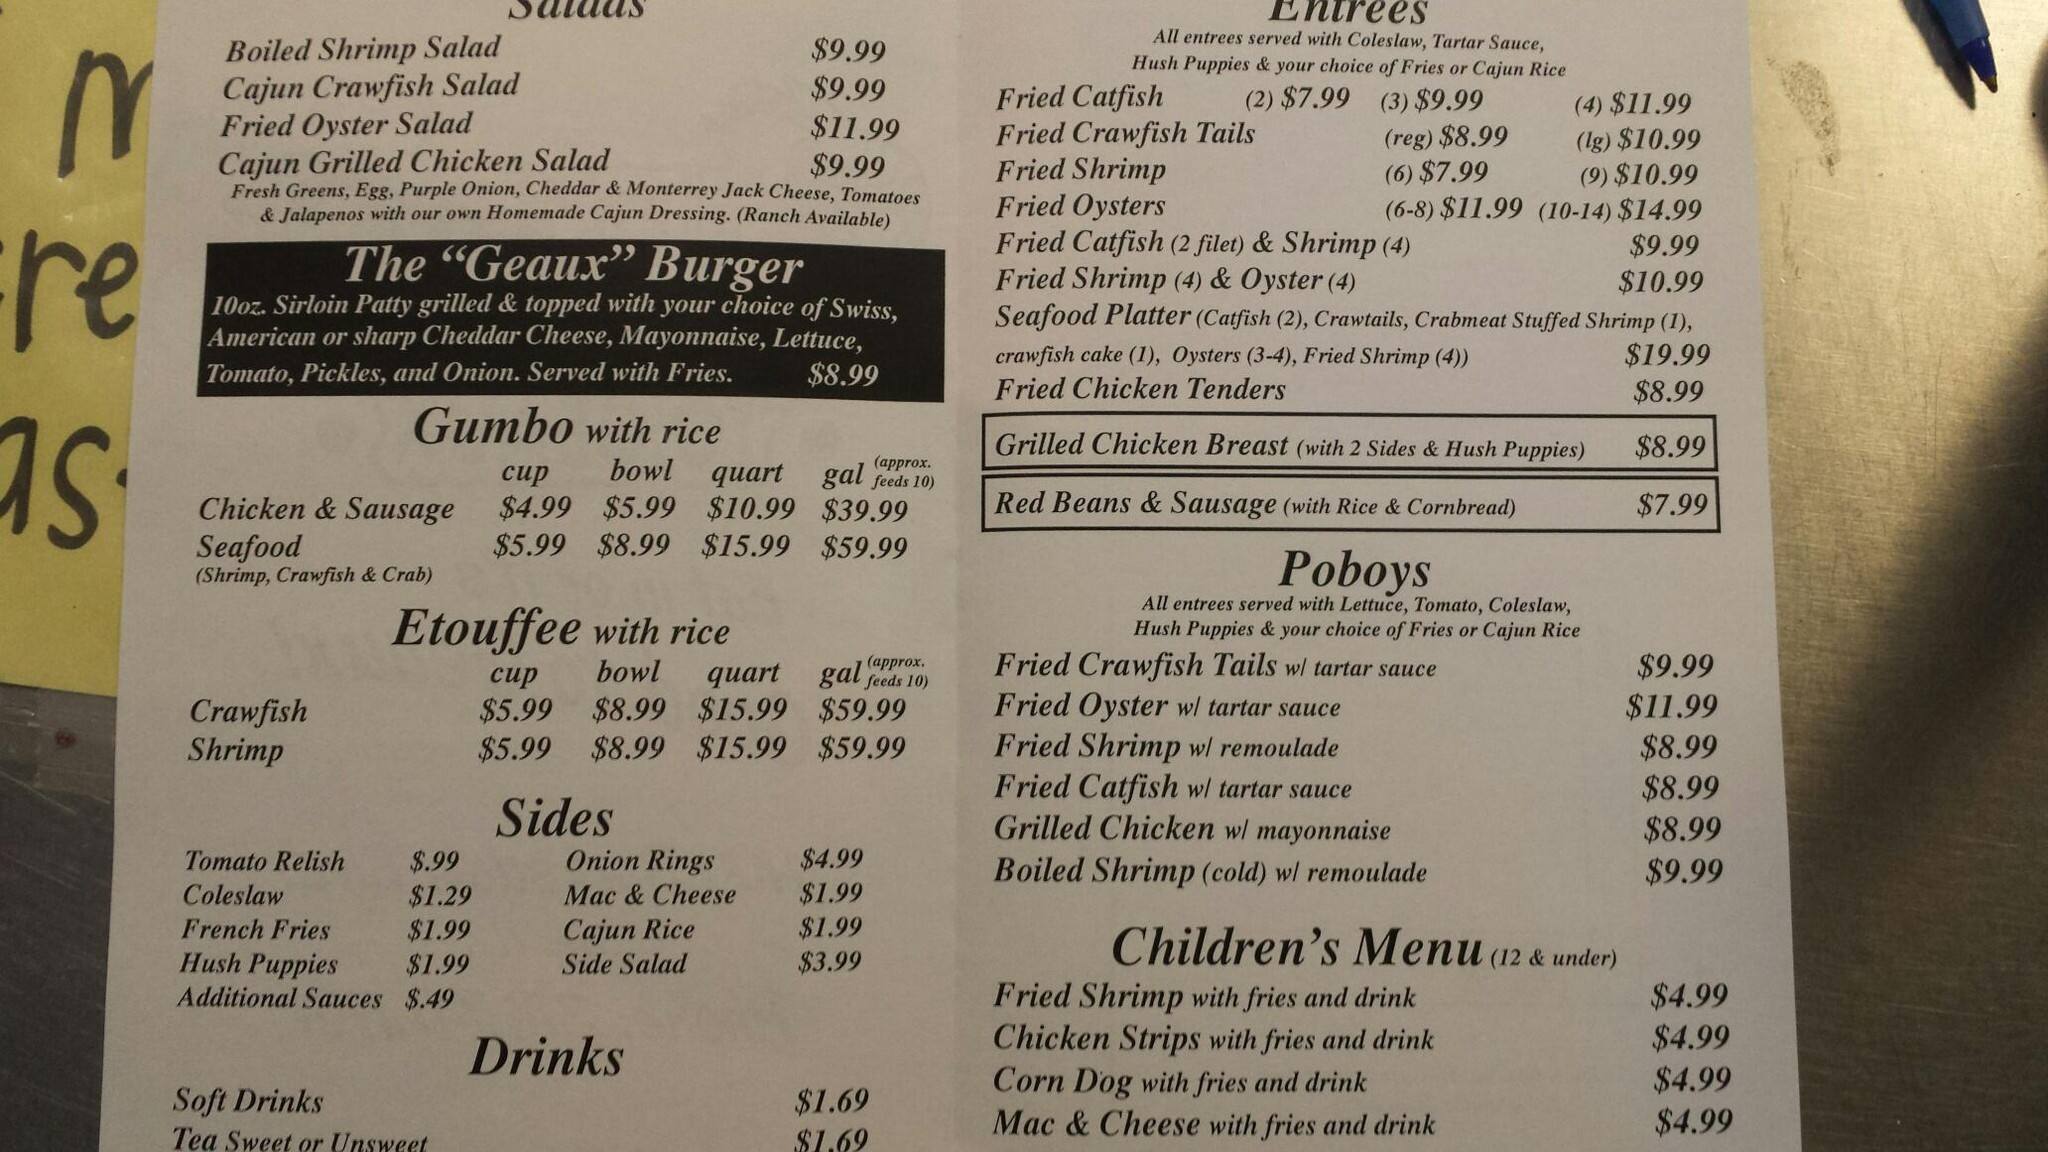 Salads
Boiled Shrimp Salad $9.99
Cajun Crawfish Salad $9.99
Fried Oyster Salad $11.99
Cajun Grilled Chicken Salad $9.99
Fresh Greens, Egg, Purple Onion, Cheddar & Monterrey Jack Cheese, Tomatoes
& Jalapenos with our own Homemade Cajun Dressing. (Ranch Available)
The "Geaux" Burger
10oz. Sirloin Patty grilled & topped with your choice of Swiss,
American or sharp Cheddar Cheese, Mayonnaise, Lettuce,
Tomato, Pickles, and Onion. Served with Fries. $8.99
Gumbo with rice
cup bowl quart gal (approx. feeds 10)
Chicken & Sausage $4.99 $5.99 $10.99 $39.99
Seafood $5.99 $8.99 $15.99 $59.99
(Shrimp, Crawfish & Crab)
Etouffee with rice
cup bowl quart gal (approx. feeds 10)
Crawfish $5.99 $8.99 $15.99 $59.99
Shrimp $5.99 $8.99 $15.99 $59.99
Sides
Tomato Relish $.99 Onion Rings $4.99
Coleslaw $1.29 Mac & Cheese $1.99
French Fries $1.99 Cajun Rice $1.99
Hush Puppies $1.99 Side Salad $3.99
Additional Sauces $.49
Drinks
Soft Drinks $1.69
Tea Sweet or Unsweet $1.69
Entrees
All entrees served with Coleslaw, Tartar Sauce,
Hush Puppies & your choice of Fries or Cajun Rice
Fried Catfish (2) $7.99 (3) $9.99 (4) $11.99
Fried Crawfish Tails (reg) $8.99 (lg) $10.99
Fried Shrimp (6) $7.99 (9) $10.99
Fried Oysters (6-8) $11.99 (10-14) $14.99
Fried Catfish (2 filet) & Shrimp (4) $9.99
Fried Shrimp (4) & Oyster (4) $10.99
Seafood Platter (Catfish (2), Crawtails, Crabmeat Stuffed Shrimp (1),
crawfish cake (1), Oysters (3-4), Fried Shrimp (4)) $19.99
Fried Chicken Tenders $8.99
Grilled Chicken Breast (with 2 Sides & Hush Puppies) $8.99
Red Beans & Sausage (with Rice & Cornbread) $7.99
Poboys
All entrees served with Lettuce, Tomato, Coleslaw,
Hush Puppies & your choice of Fries or Cajun Rice
Fried Crawfish Tails w/ tartar sauce $9.99
Fried Oyster w/ tartar sauce $11.99
Fried Shrimp w/ remoulade $8.99
Fried Catfish w/ tartar sauce $8.99
Grilled Chicken w/ mayonnaise $8.99
Boiled Shrimp (cold) w/ remoulade $9.99
Children's Menu (12 & under)
Fried Shrimp with fries and drink $4.99
Chicken Strips with fries and drink $4.99
Corn Dog with fries and drink $4.99
Mac & Cheese with fries and drink $4.99